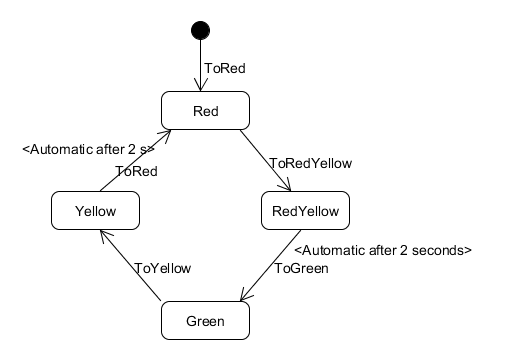 ToRed
Red
<Automatic after 2 s>
ToRed
ToRedYellow
Yellow
RedYellow
<Automatic after 2 seconds>
ToYellow
ToGreen
Green